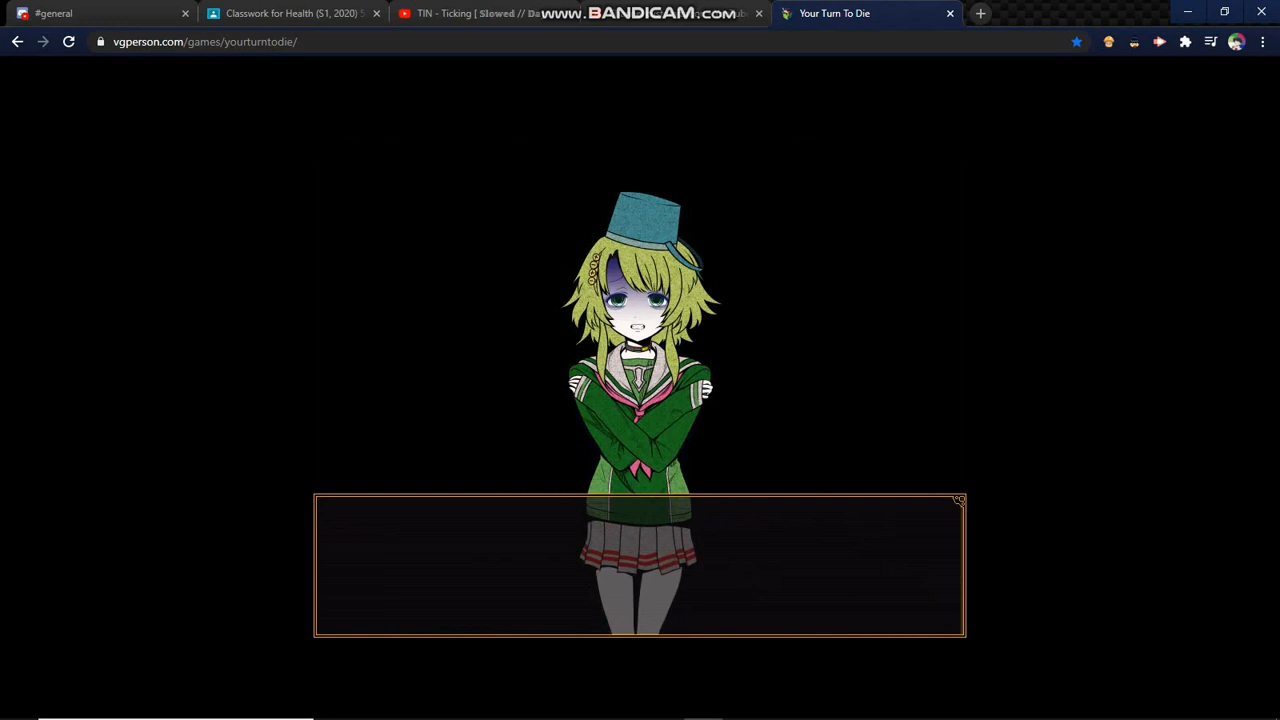 #general
Classwork for Health (S1, 2020) S
TIN - Ticking [ Slowed // Da
www.BANDICAM.com
Your Turn To Die
vgperson.com/games/yourturntodie/